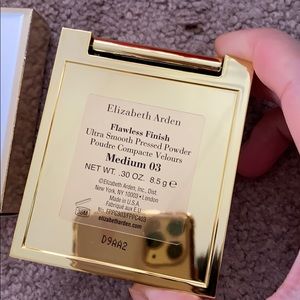 Elizabeth Arden
Flawless Finish
Ultra Smooth Pressed Powder
Poudre Compacte Velours
Medium 03
NET WT. .30 OZ. 8.5 g e
© Elizabeth Arden, Inc., Dist.
New York, NY 10003 • London
Made in U.S.A.
Fabriqué aux É.U.
elizabetharden.com
D9AA2